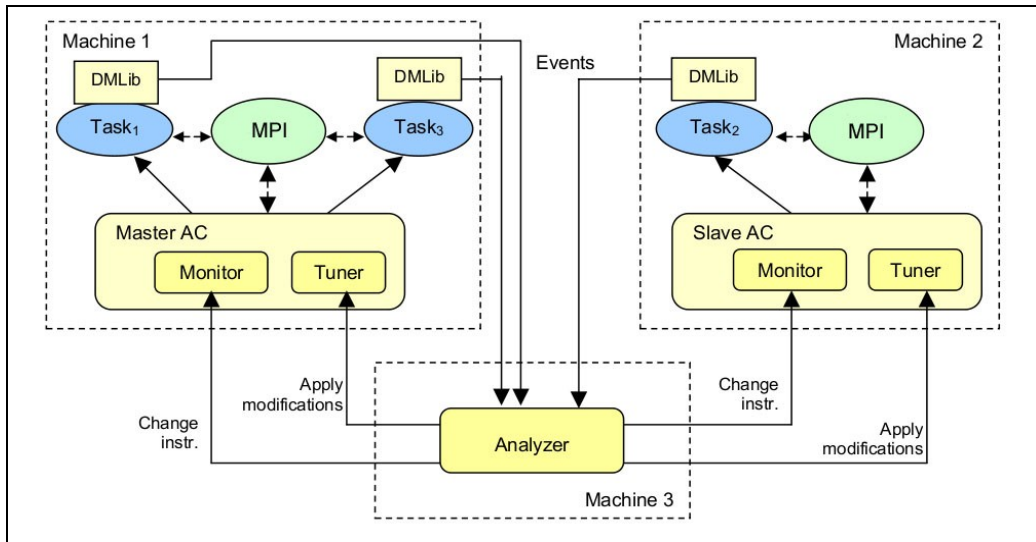 Machine 1
DMLib
DMLib
Events
DMLib
Machine 2
Task₁
MPI
Task₃
Task₂
MPI
Master AC
Monitor
Tuner
Slave AC
Monitor
Tuner
Change
instr.
Apply
modifications
Analyzer
Machine 3
Change
instr.
Apply
modifications